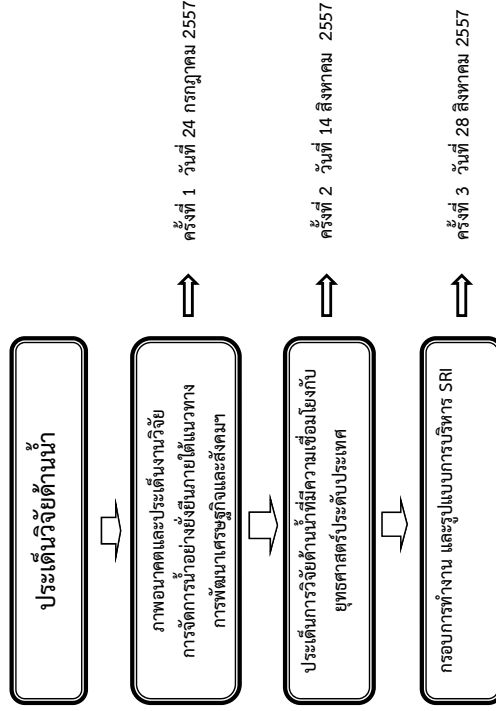 ประเด็นวิจัยด้านน้ำ
ภาพอนาคตและประเด็นงานวิจัย
การจัดการน้ำอย่างยั่งยืนภายใต้แนวทาง
การพัฒนาเศรษฐกิจและสังคมฯ
ครั้งที่ 1 วันที่ 24 กรกฎาคม 2557
ประเด็นการวิจัยด้านน้ำที่มีความเชื่อมโยงกับ
ยุทธศาสตร์ระดับประเทศ
ครั้งที่ 2 วันที่ 14 สิงหาคม 2557
กรอบการทำงาน และรูปแบบการบริหาร SRI
ครั้งที่ 3 วันที่ 28 สิงหาคม 2557